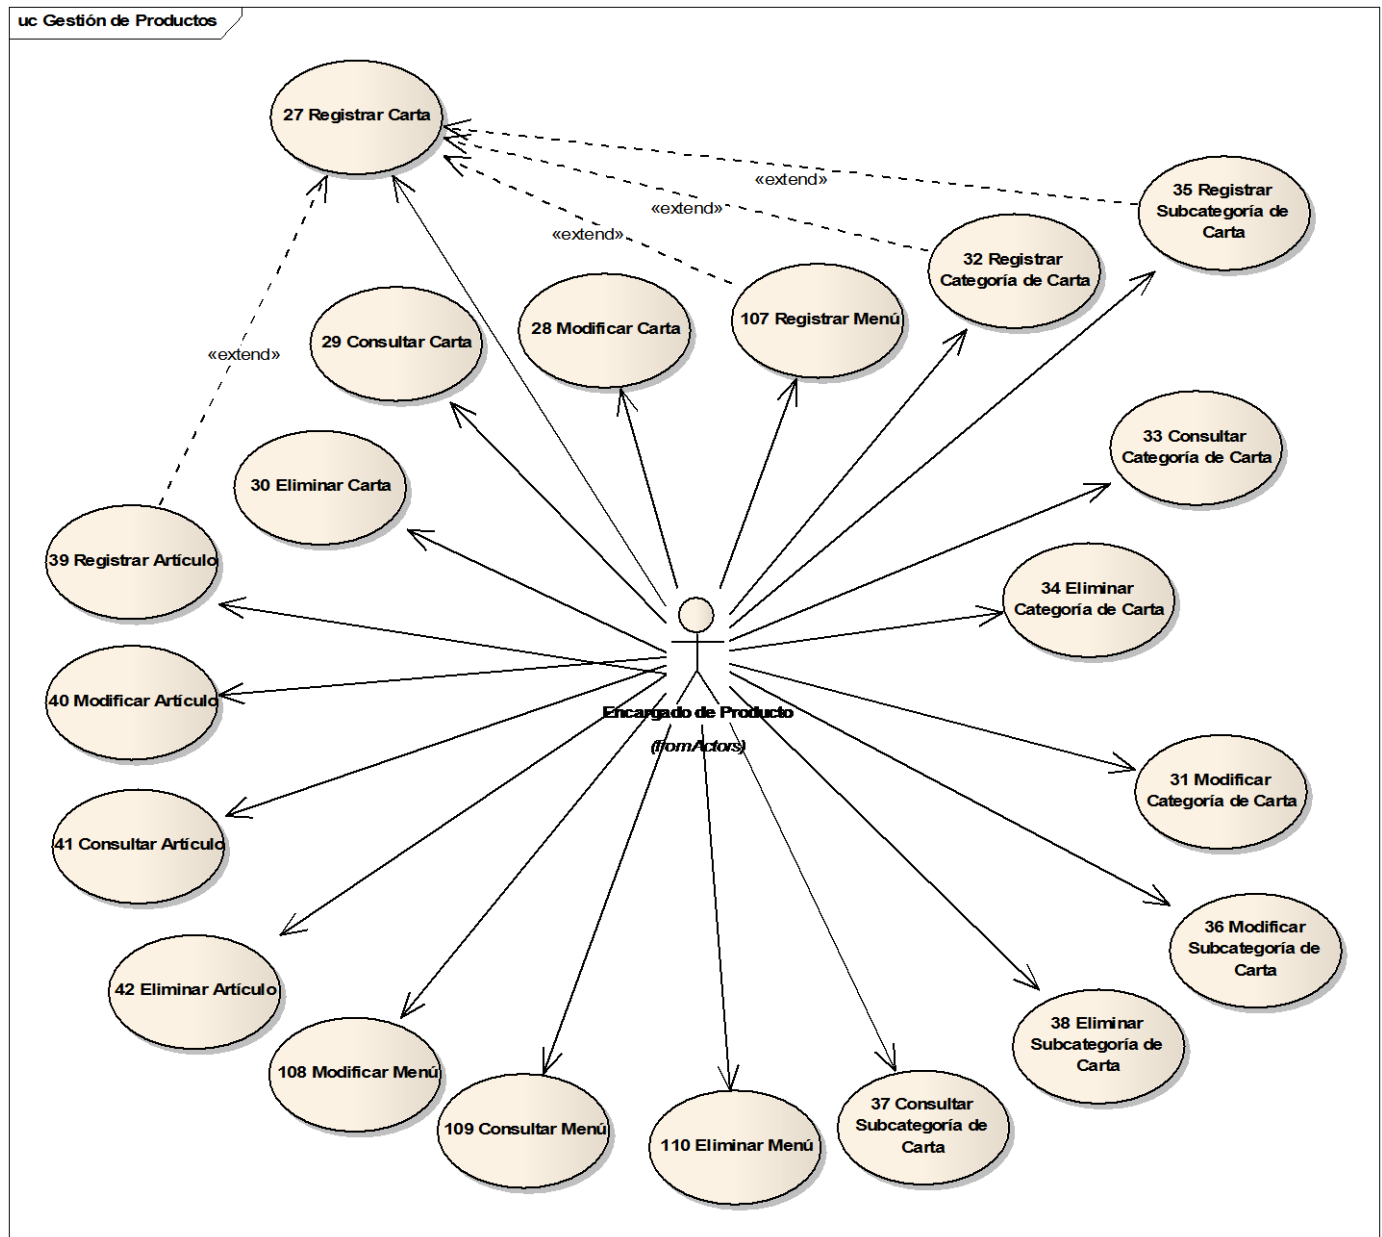 uc Gestión de Productos
27 Registrar Carta
«extend»
35 Registrar
Subcategoría de
Carta
«extend»
«extend»
32 Registrar
Categoría de Carta
107 Registrar Menú
28 Modificar Carta
29 Consultar Carta
«extend»
33 Consultar
Categoría de Carta
30 Eliminar Carta
39 Registrar Artículo
34 Eliminar
Categoría de Carta
40 Modificar Artículo
Encargado de Producto
(from Actors)
31 Modificar
Categoría de Carta
41 Consultar Artículo
36 Modificar
Subcategoría de
Carta
42 Eliminar Artículo
38 Eliminar
Subcategoría de
Carta
108 Modificar Menú
109 Consultar Menú
110 Eliminar Menú
37 Consultar
Subcategoría de
Carta